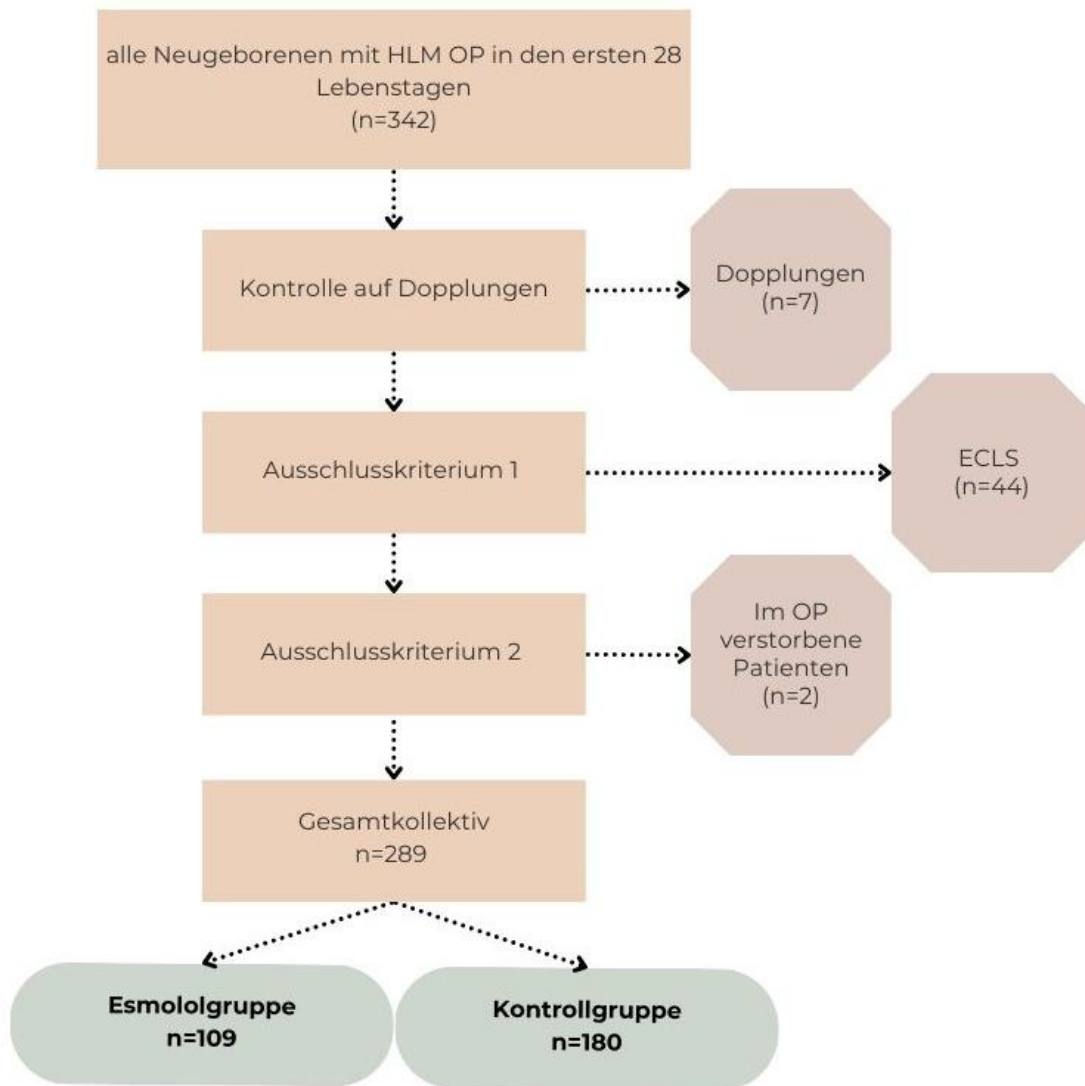 alle Neugeborenen mit HLM OP in den ersten 28
Lebenstagen
(n=342)
Kontrolle auf Dopplungen
Dopplungen
(n=7)
Ausschlusskriterium 1
ECLS
(n=44)
Ausschlusskriterium 2
Im OP
verstorbene
Patienten
(n=2)
Gesamtkollektiv
n=289
Esmololgruppe
n=109
Kontrollgruppe
n=180